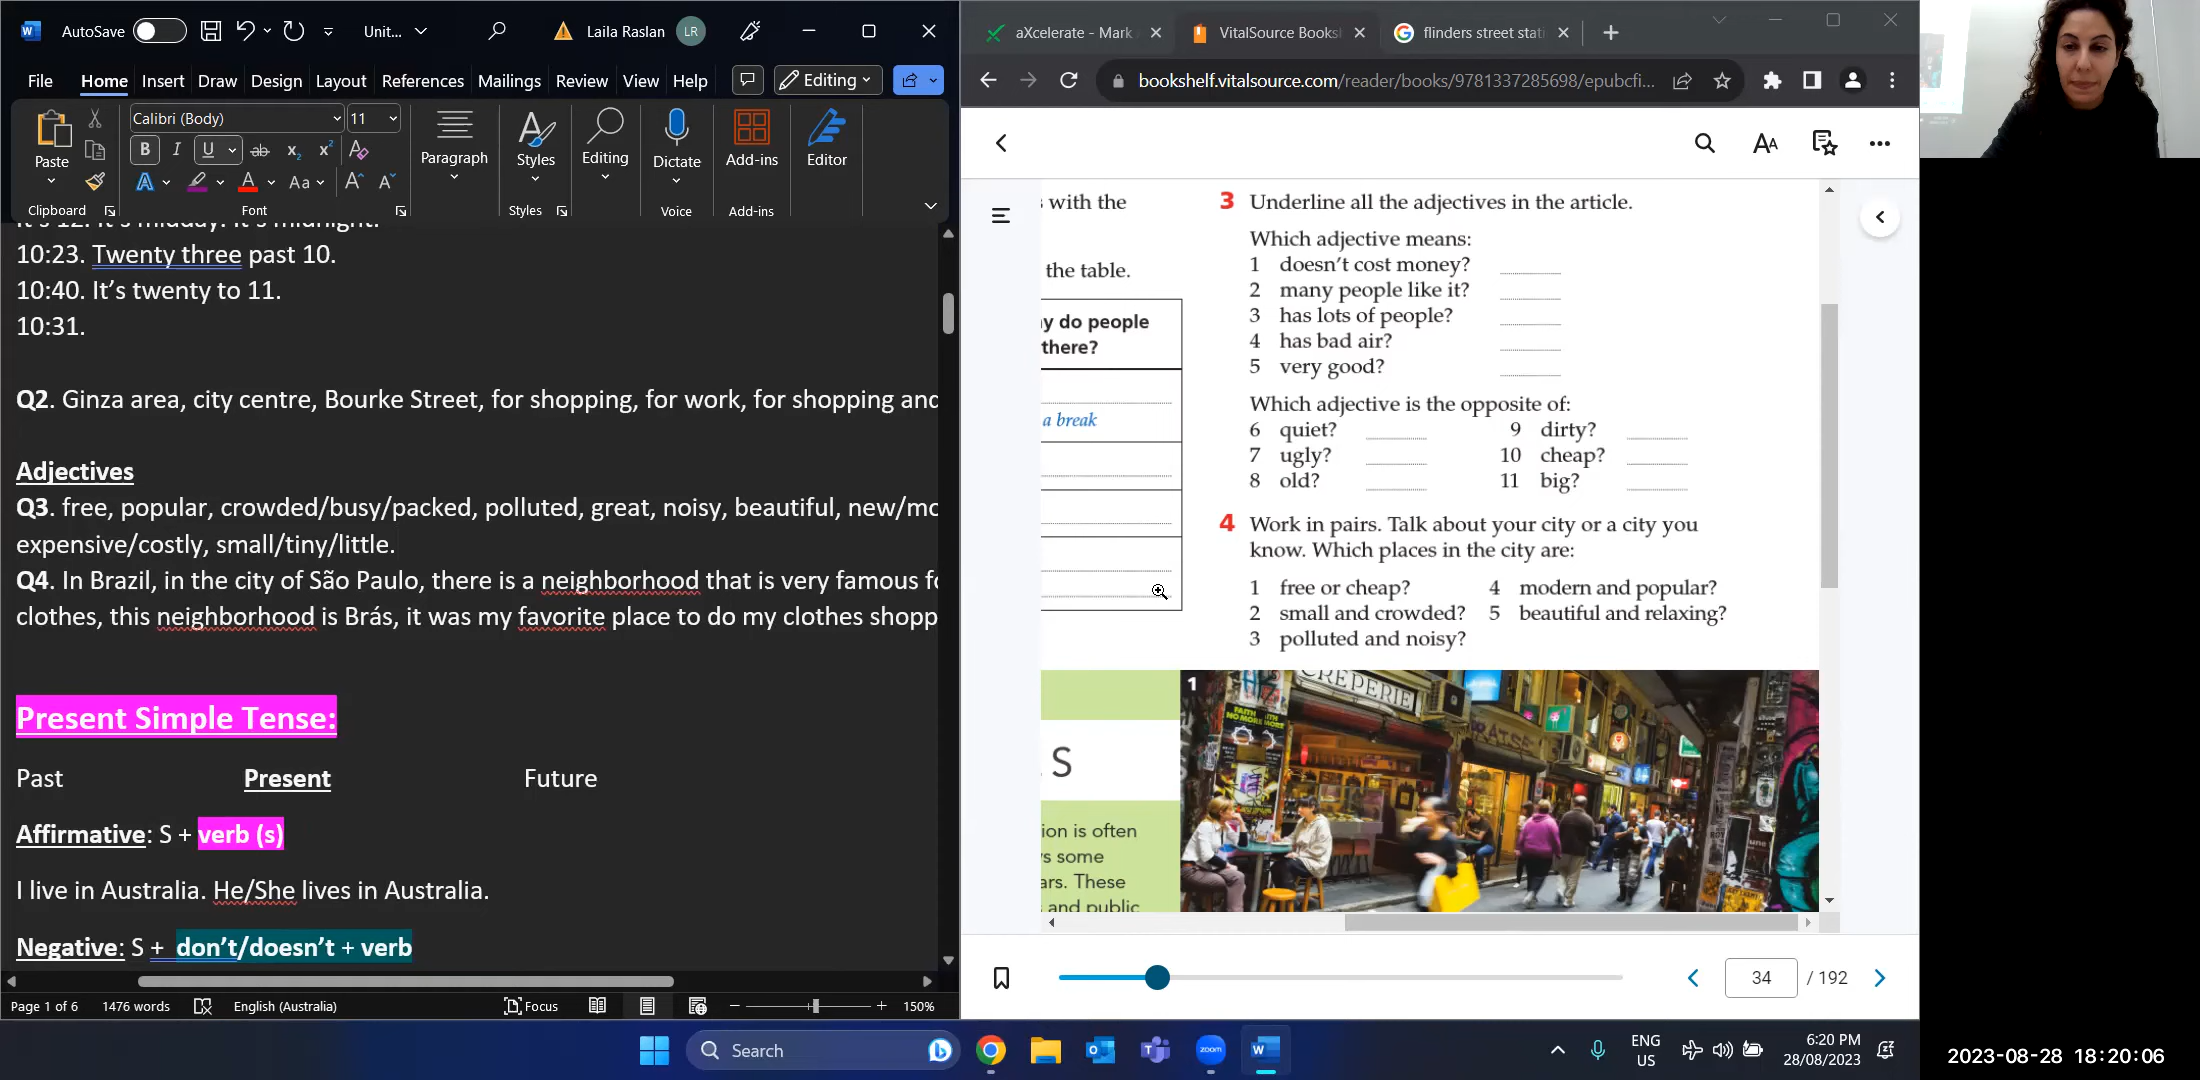 AutoSave
Unit...
Laila Raslan
LR
File
Home
Insert
Draw
Design
Layout
References
Mailings
Review
View
Help
Editing
Calibri (Body)
11
Paste
Paragraph
Styles
Editing
Dictate
Add-ins
Editor
Clipboard
Font
Styles
Voice
Add-ins
10:23. Twenty three past 10.
10:40. It's twenty to 11.
10:31.
Q2. Ginza area, city centre, Bourke Street, for shopping, for work, for shopping and
Adjectives
Q3. free, popular, crowded/busy/packed, polluted, great, noisy, beautiful, new/mo
expensive/costly, small/tiny/little.
Q4. In Brazil, in the city of São Paulo, there is a neighborhood that is very famous fo
clothes, this neighborhood is Brás, it was my favorite place to do my clothes shopp
Present Simple Tense:
Past Present Future
Affirmative: S + verb (s)
I live in Australia. He/She lives in Australia.
Negative: S + don't/doesn't + verb
Page 1 of 6
1476 words
English (Australia)
Focus
150%
aXcelerate - Mark
VitalSource Books
flinders street stati
bookshelf.vitalsource.com/reader/books/9781337285698/epubcfi...
with the
the table.
y do people
there?
a break
3 Underline all the adjectives in the article.
Which adjective means:
1 doesn't cost money?
2 many people like it?
3 has lots of people?
4 has bad air?
5 very good?
Which adjective is the opposite of:
6 quiet? 9 dirty?
7 ugly? 10 cheap?
8 old? 11 big?
4 Work in pairs. Talk about your city or a city you
know. Which places in the city are:
1 free or cheap? 4 modern and popular?
2 small and crowded? 5 beautiful and relaxing?
3 polluted and noisy?
S
ion is often
s some
ars. These
and public
1
CREPERIE
34 / 192
Search
zoom
ENG
US
6:20 PM
28/08/2023
2023-08-28 18:20:06